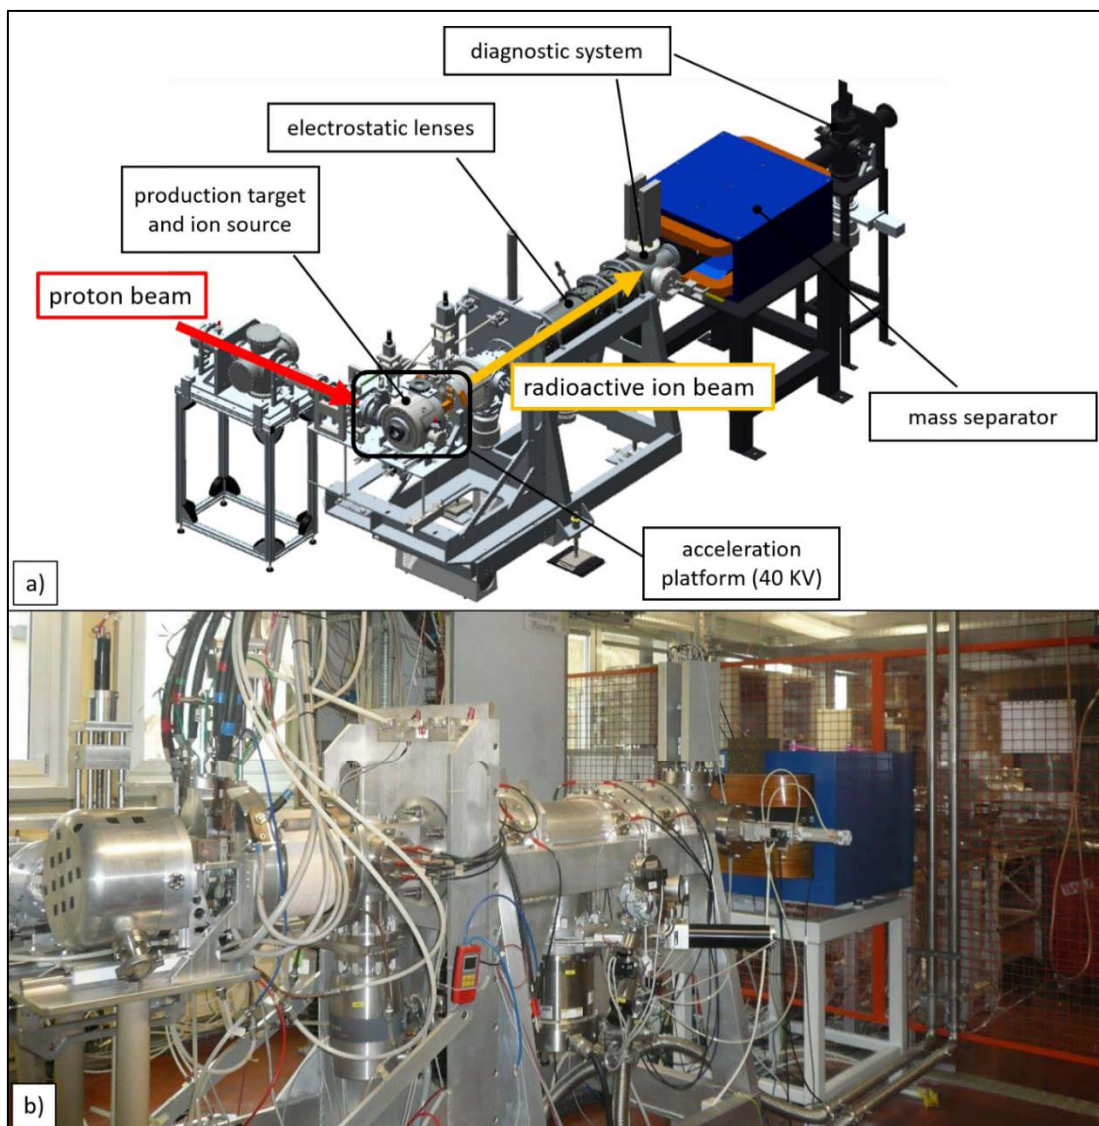 diagnostic system
electrostatic lenses
production target
and ion source
proton beam
radioactive ion beam
mass separator
acceleration
platform (40 KV)
a)
b)